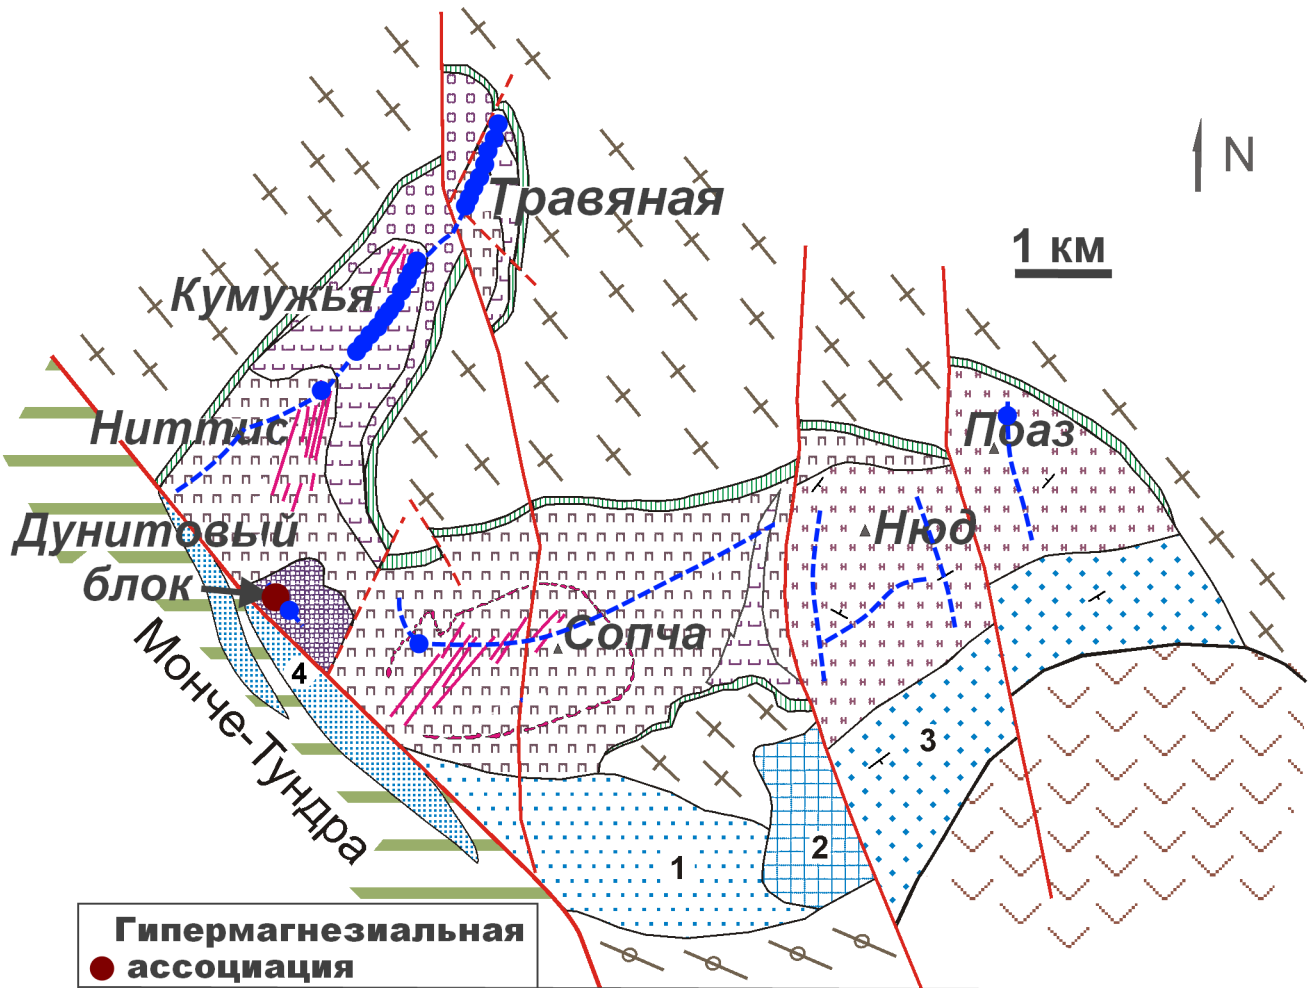 N
Травяная
1 км
Кумужья
Ниттис
Поаз
Нюд
Дунитовый
блок
Сопча
4
Монче-Тундра
3
2
1
Гипермагнезиальная
ассоциация